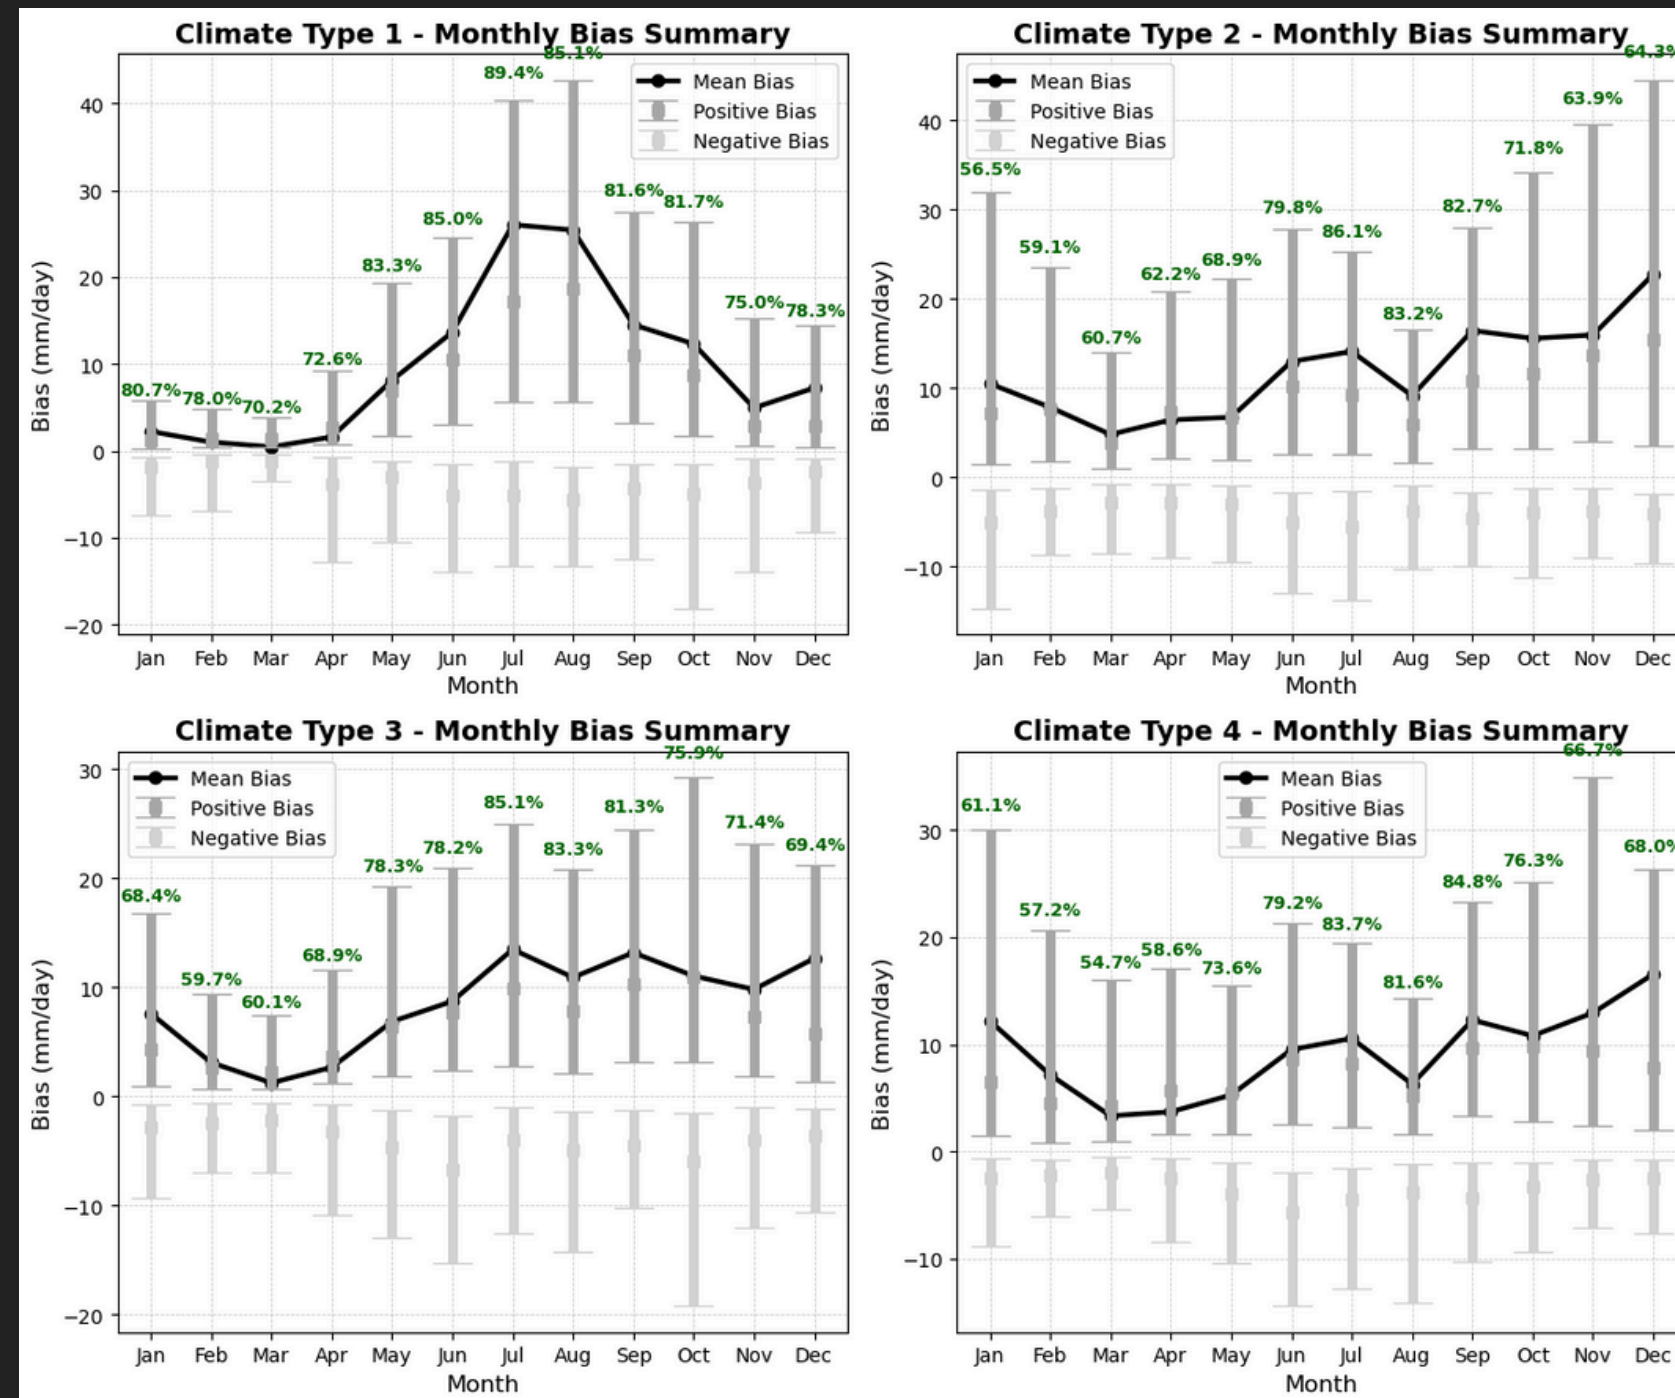 Climate Type 1 - Monthly Bias Summary
Bias (mm/day)
40
30
20
10
0
−10
−20
80.7%
78.0%
70.2%
72.6%
83.3%
85.0%
89.4%
85.1%
81.6%
81.7%
75.0%
78.3%
Mean Bias
Positive Bias
Negative Bias
Jan Feb Mar Apr May Jun Jul Aug Sep Oct Nov Dec
Month
Climate Type 2 - Monthly Bias Summary
Bias (mm/day)
40
30
20
10
0
−10
Mean Bias
Positive Bias
Negative Bias
56.5%
59.1%
60.7%
62.2%
68.9%
79.8%
86.1%
83.2%
82.7%
71.8%
63.9%
64.3%
Jan Feb Mar Apr May Jun Jul Aug Sep Oct Nov Dec
Month
Climate Type 3 - Monthly Bias Summary
Bias (mm/day)
30
20
10
0
−10
−20
Mean Bias
Positive Bias
Negative Bias
68.4%
59.7%
60.1%
68.9%
78.3%
78.2%
85.1%
83.3%
81.3%
75.9%
71.4%
69.4%
Jan Feb Mar Apr May Jun Jul Aug Sep Oct Nov Dec
Month
Climate Type 4 - Monthly Bias Summary
Bias (mm/day)
30
20
10
0
−10
Mean Bias
Positive Bias
Negative Bias
61.1%
57.2%
54.7%
58.6%
73.6%
79.2%
83.7%
81.6%
84.8%
76.3%
66.7%
68.0%
Jan Feb Mar Apr May Jun Jul Aug Sep Oct Nov Dec
Month